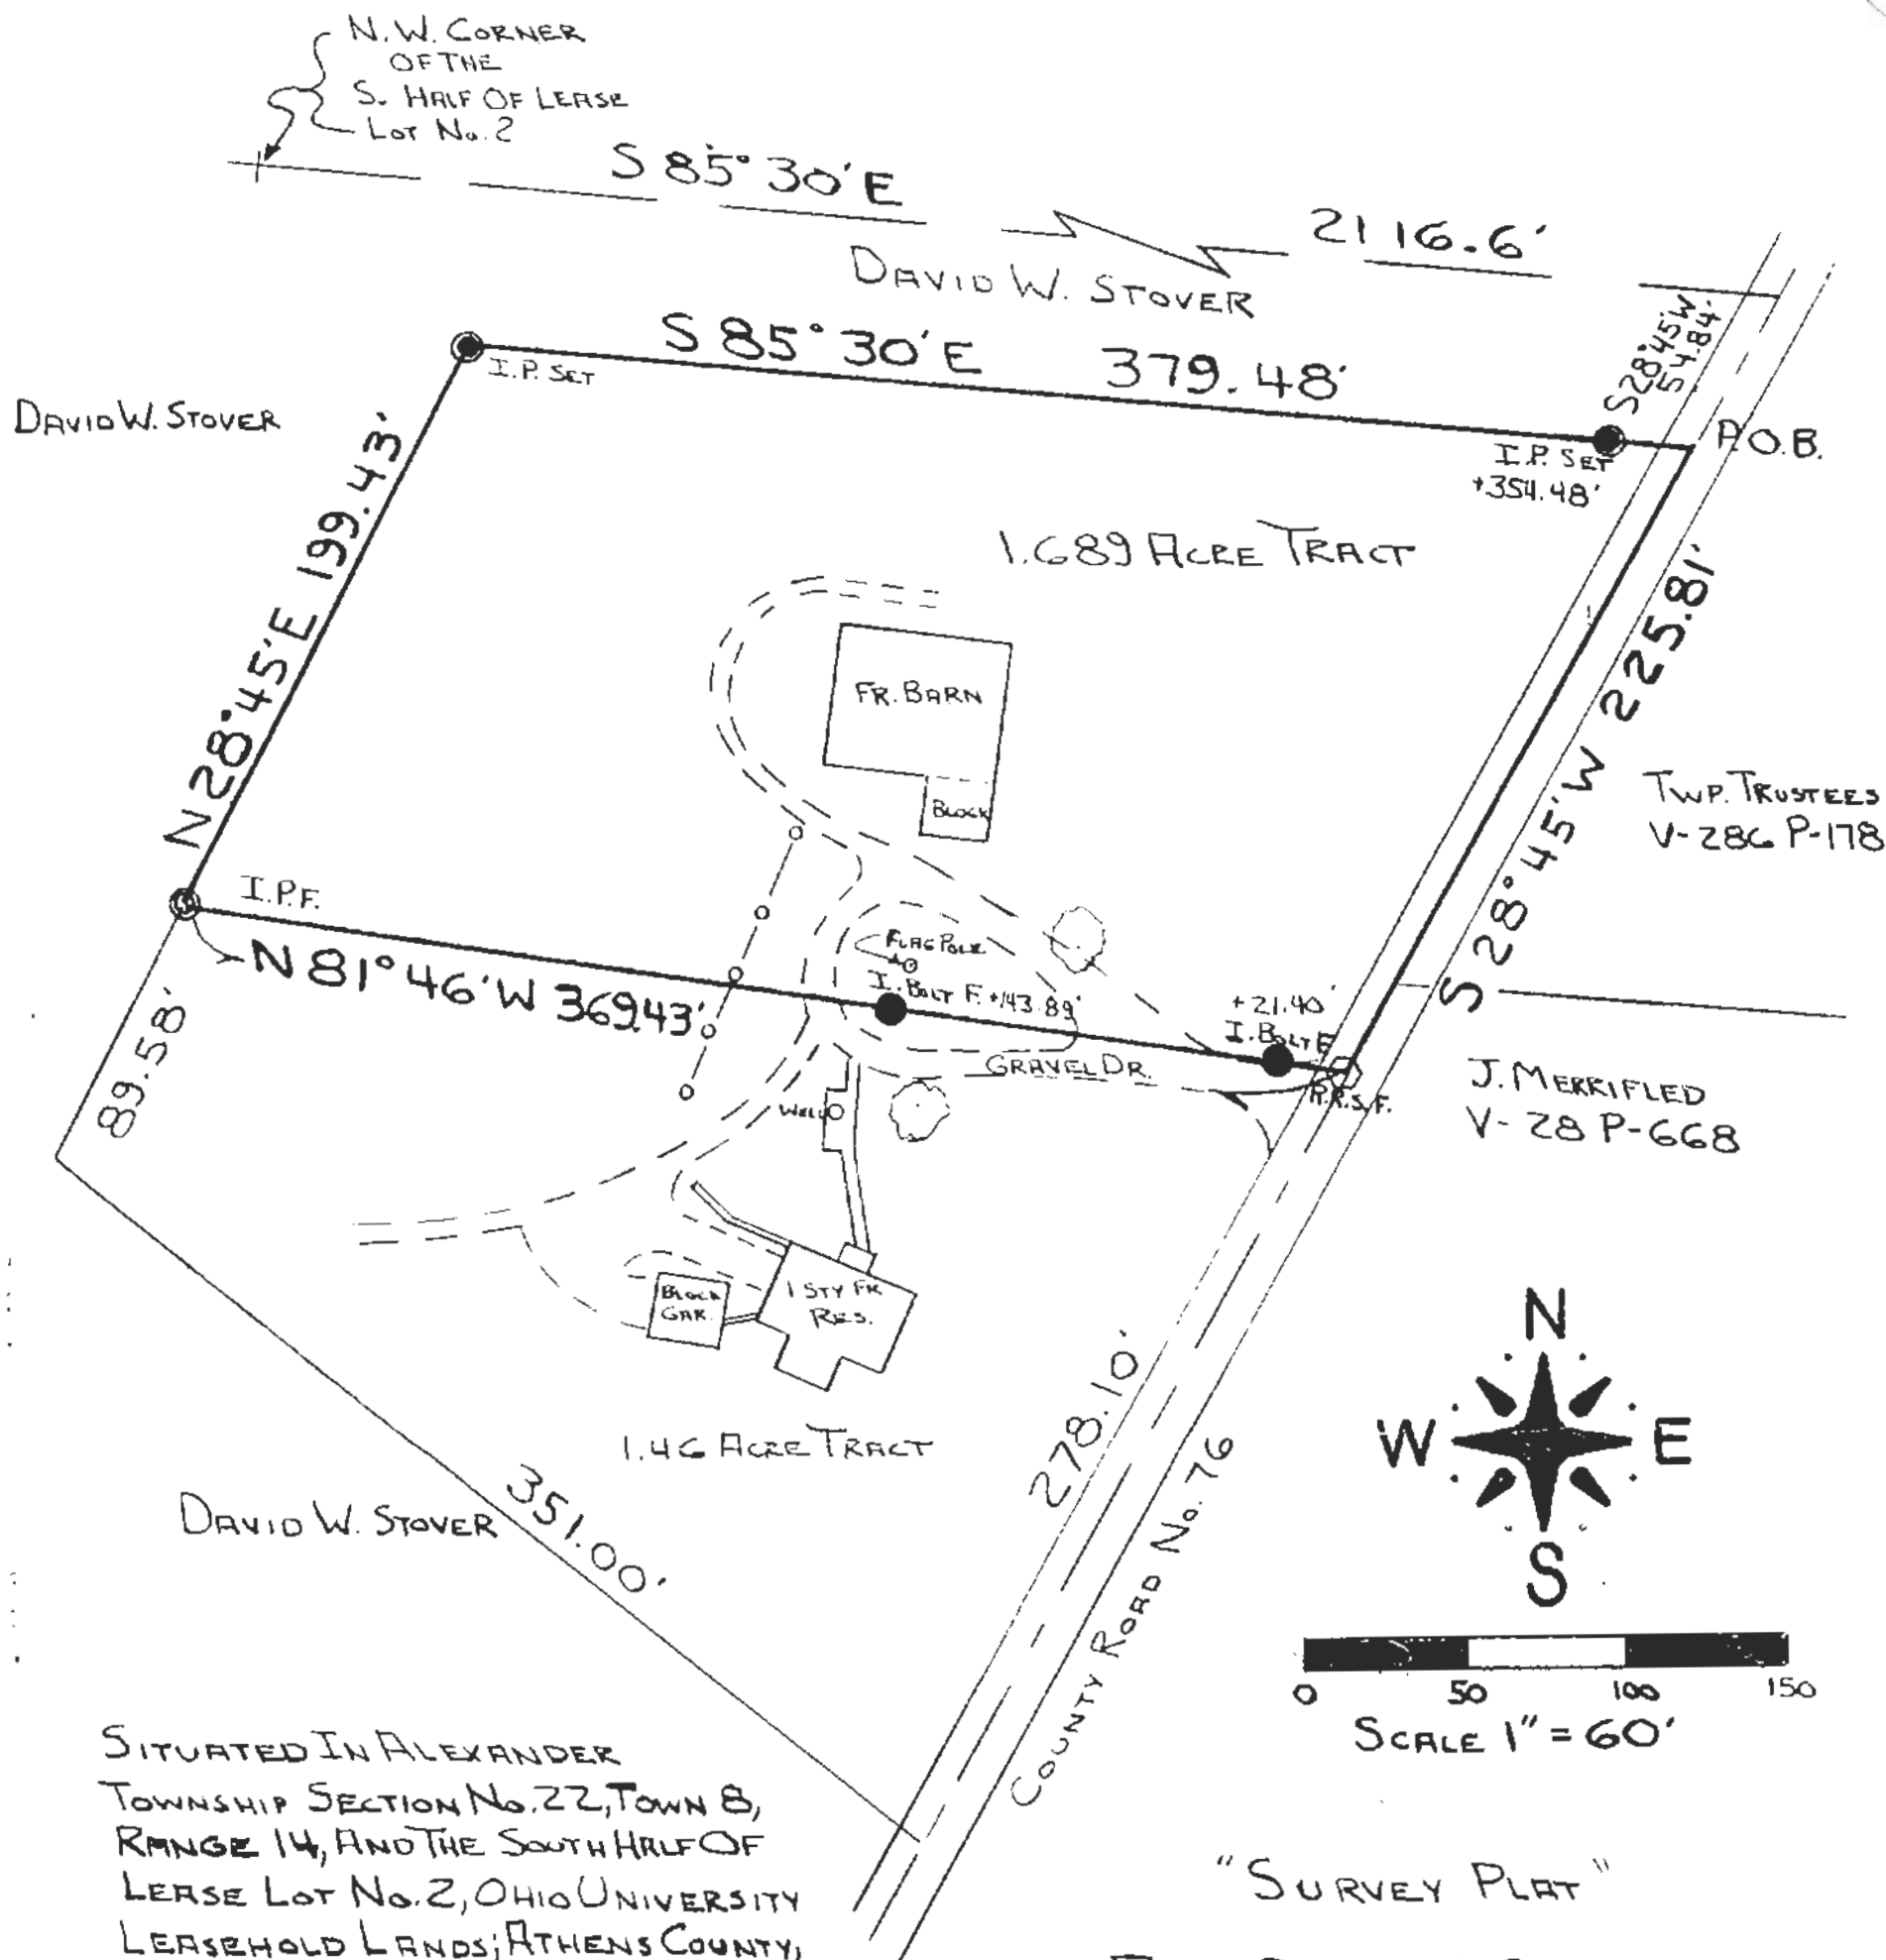 N.W. CORNER
OF THE
S. HALF OF LEASE
LOT No. 2
S 85° 30' E
2116.6'
DAVID W. STOVER
S 28° 45' W
54.84'
S 85° 30' E 379.48'
I.P. SET
P.O.B.
I.P. SET
+354.48'
DAVID W. STOVER
N 28° 45' E 199.43'
1.689 ACRE TRACT
S 28° 45' W 225.81'
FR. BARN
BLOCK
TWP. TRUSTEES
V-286 P-178
I.P.F.
N 81° 46' W 369.43'
FLAG POLE
I. BOLT F. +143.89'
+21.40'
I. BOLT F.
GRAVEL DR.
R.R.S.F.
J. MERRIFLED
V-28 P-668
89.58'
WELL
BLOCK
GAR.
1 STY FR
RES.
1.46 ACRE TRACT
278.10'
COUNTY ROAD No. 76
DAVID W. STOVER
351.00'
N
W E
S
0 50 100 150
SCALE 1" = 60'
SITUATED IN ALEXANDER
TOWNSHIP SECTION No. 22, TOWN 8,
RANGE 14, AND THE SOUTH HALF OF
LEASE LOT No. 2, OHIO UNIVERSITY
LEASEHOLD LANDS; ATHENS COUNTY,
"SURVEY PLAT"